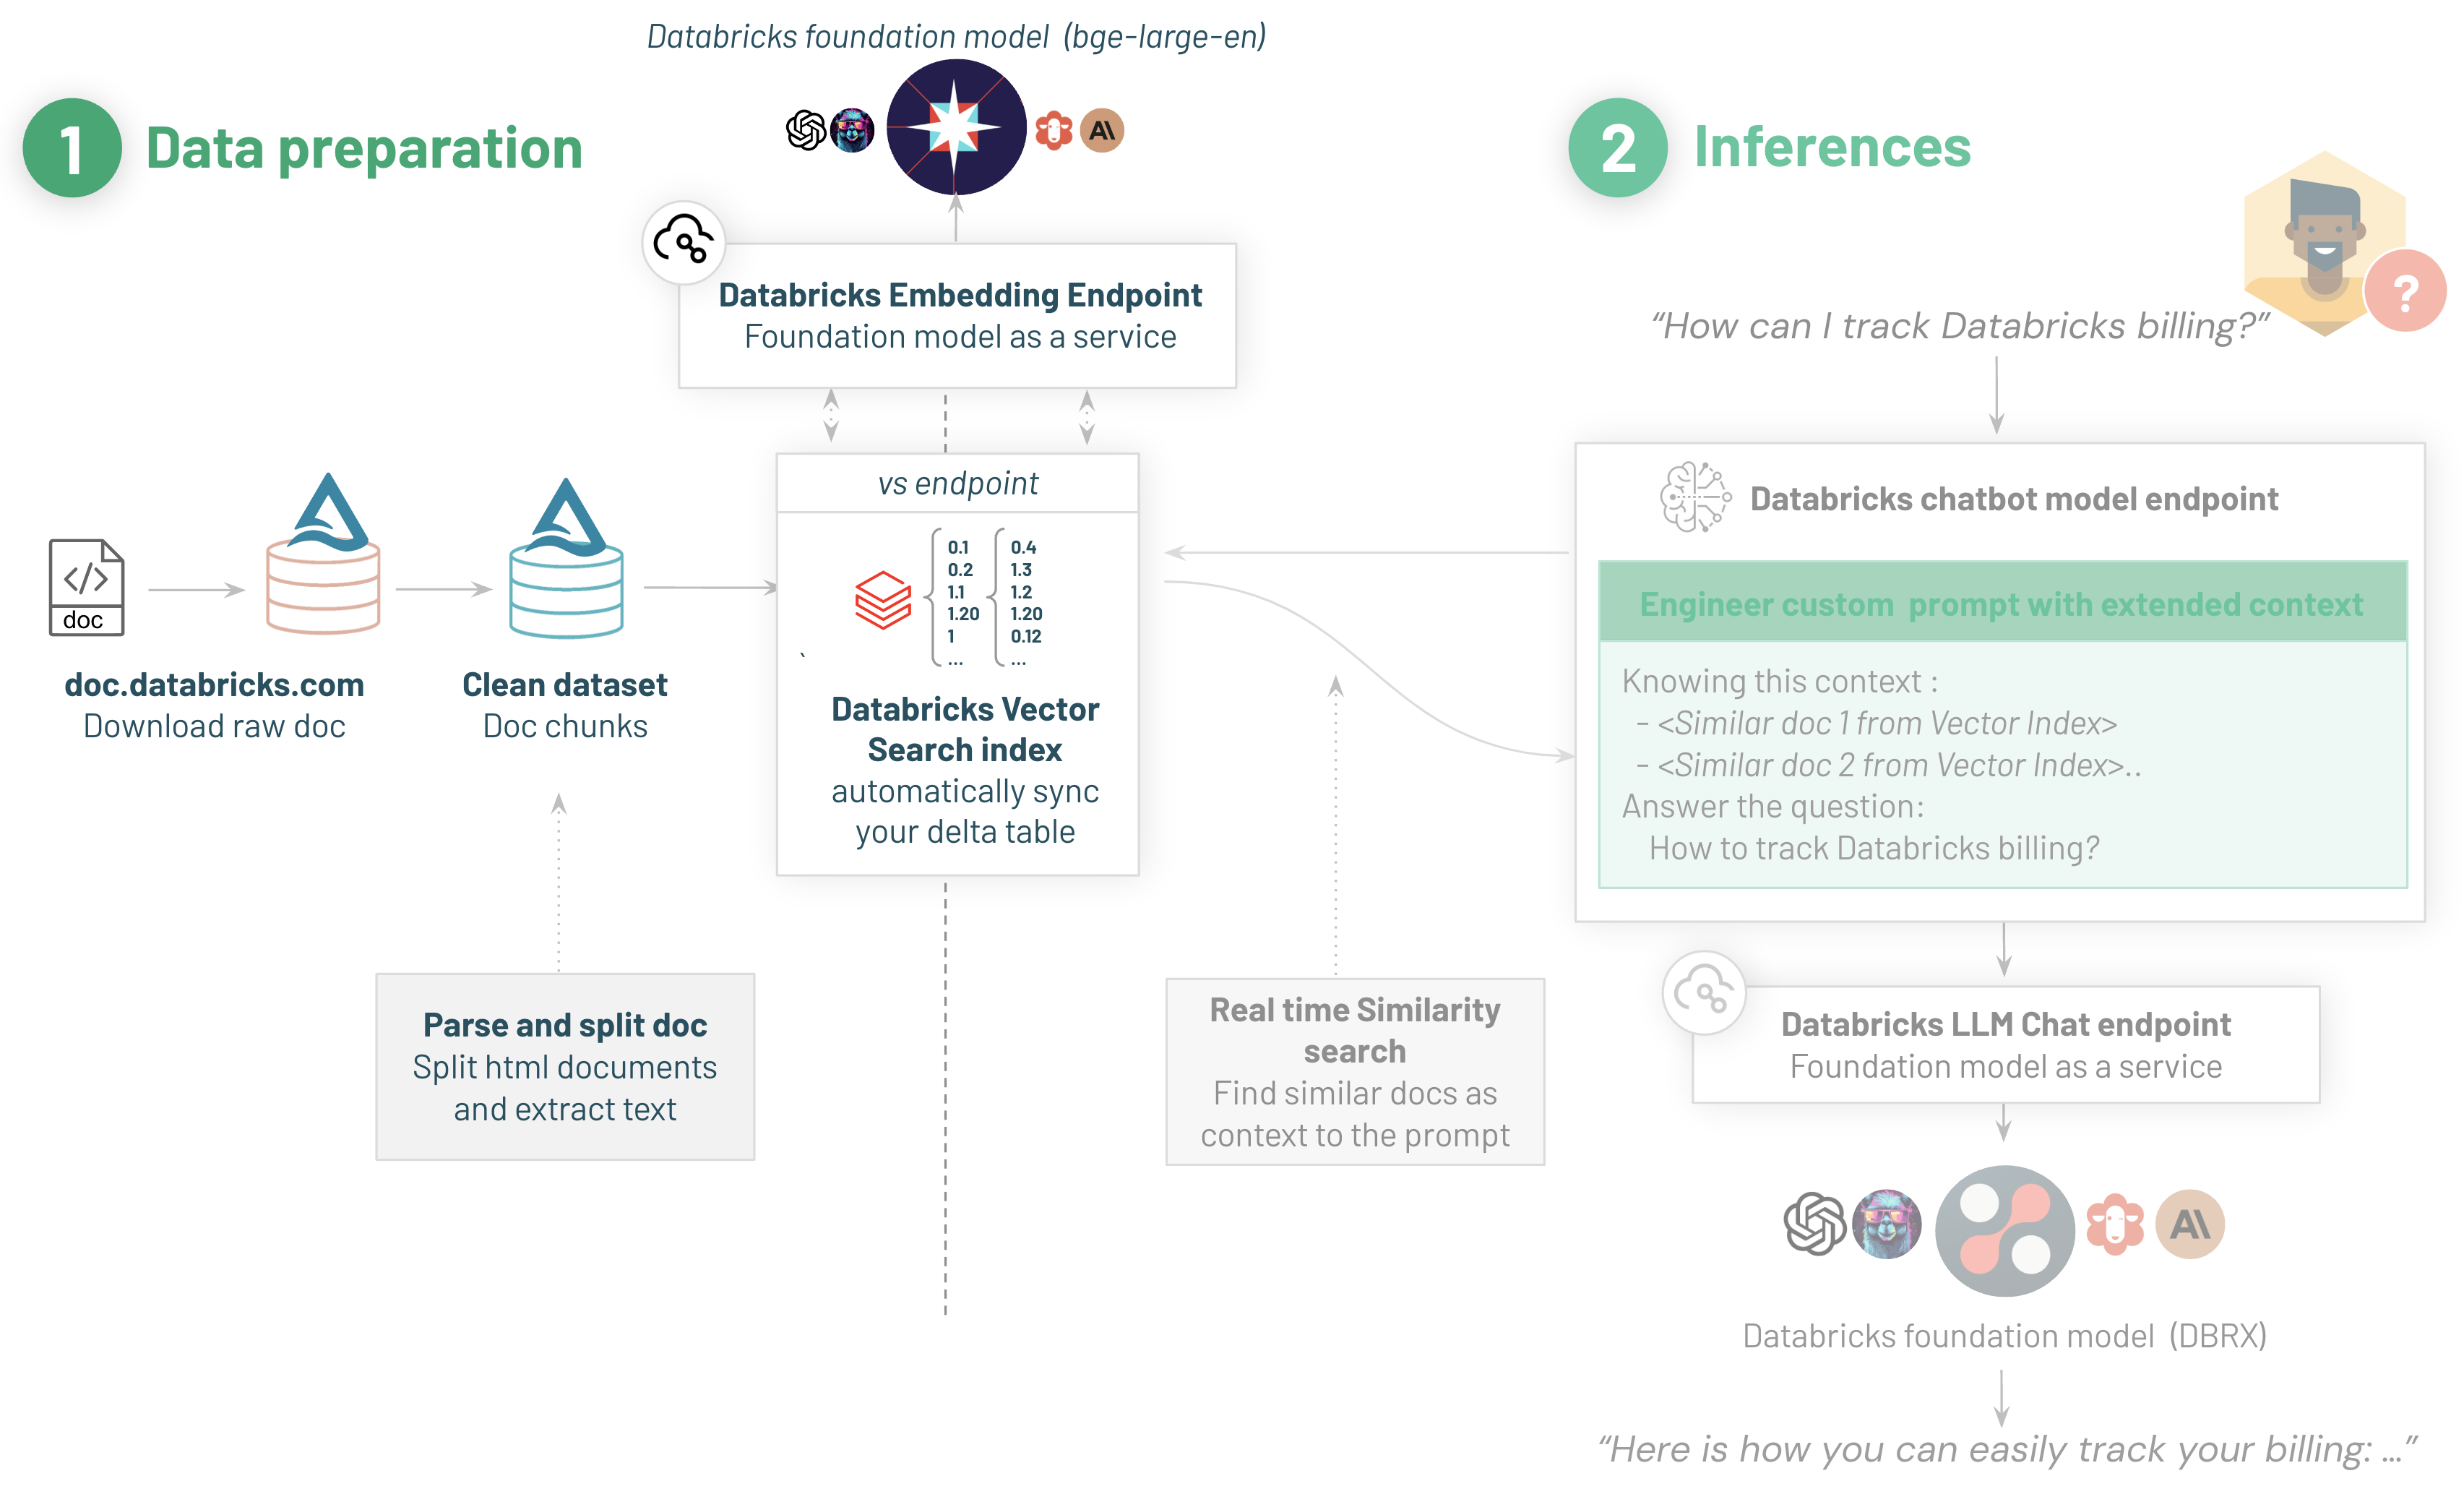 Databricks foundation model (bge-large-en)
1 Data preparation
Databricks Embedding Endpoint
Foundation model as a service
</>
doc
doc.databricks.com
Download raw doc
Clean dataset
Doc chunks
Parse and split doc
Split html documents
and extract text
vs endpoint
0.1 0.4
0.2 1.3
1.1 1.2
1.20 1.20
1 0.12
... ...
`
Databricks Vector
Search index
automatically sync
your delta table
Real time Similarity
search
Find similar docs as
context to the prompt
2 Inferences
?
“How can I track Databricks billing?”
Databricks chatbot model endpoint
Engineer custom prompt with extended context
Knowing this context :
- <Similar doc 1 from Vector Index>
- <Similar doc 2 from Vector Index>..
Answer the question:
How to track Databricks billing?
Databricks LLM Chat endpoint
Foundation model as a service
Databricks foundation model (DBRX)
“Here is how you can easily track your billing: ...”